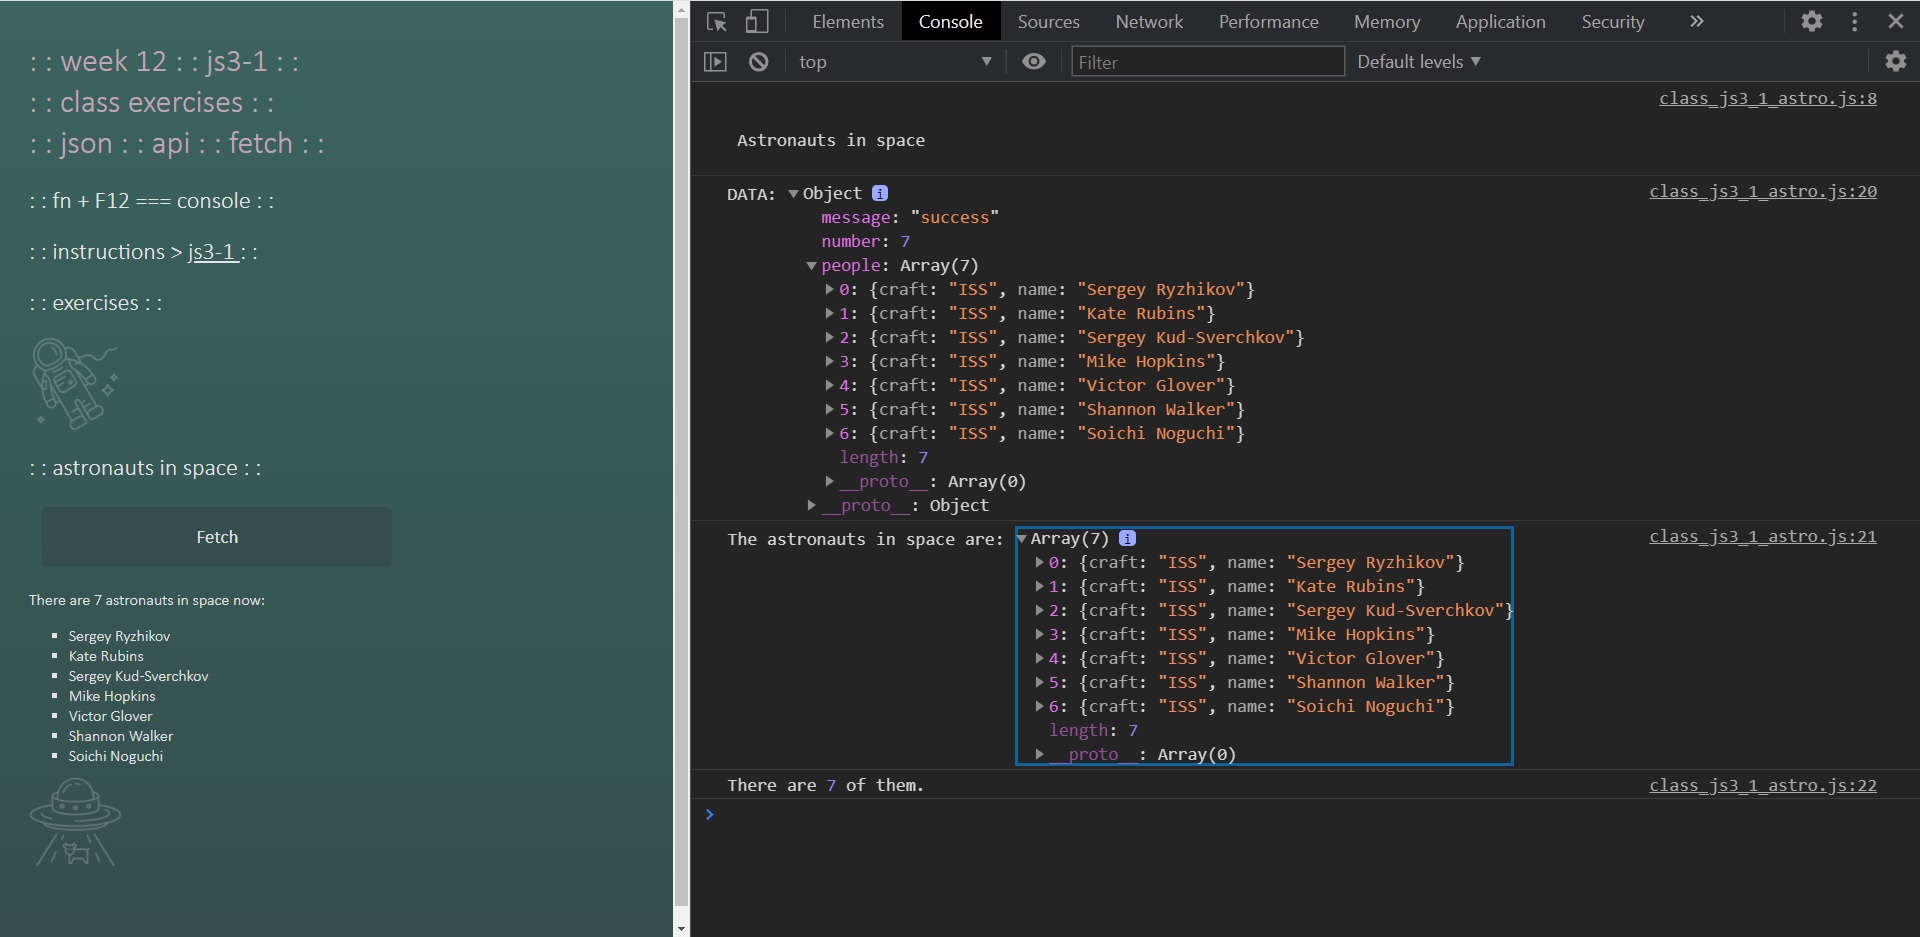 : : week 12 : : js3-1 : :
: : class exercises : :
: : json : : api : : fetch : :
: : fn + F12 === console : :
: : instructions > js3-1 : :
: : exercises : :
: : astronauts in space : :
Fetch
There are 7 astronauts in space now:
Sergey Ryzhikov
Kate Rubins
Sergey Kud-Sverchkov
Mike Hopkins
Victor Glover
Shannon Walker
Soichi Noguchi
Elements Console Sources Network Performance Memory Application Security »
top Filter Default levels
class_js3_1_astro.js:8
Astronauts in space
DATA: Object i class_js3_1_astro.js:20
message: "success"
number: 7
people: Array(7)
0: {craft: "ISS", name: "Sergey Ryzhikov"}
1: {craft: "ISS", name: "Kate Rubins"}
2: {craft: "ISS", name: "Sergey Kud-Sverchkov"}
3: {craft: "ISS", name: "Mike Hopkins"}
4: {craft: "ISS", name: "Victor Glover"}
5: {craft: "ISS", name: "Shannon Walker"}
6: {craft: "ISS", name: "Soichi Noguchi"}
length: 7
__proto__: Array(0)
__proto__: Object
The astronauts in space are: Array(7) i class_js3_1_astro.js:21
0: {craft: "ISS", name: "Sergey Ryzhikov"}
1: {craft: "ISS", name: "Kate Rubins"}
2: {craft: "ISS", name: "Sergey Kud-Sverchkov"}
3: {craft: "ISS", name: "Mike Hopkins"}
4: {craft: "ISS", name: "Victor Glover"}
5: {craft: "ISS", name: "Shannon Walker"}
6: {craft: "ISS", name: "Soichi Noguchi"}
length: 7
__proto__: Array(0)
There are 7 of them. class_js3_1_astro.js:22
>